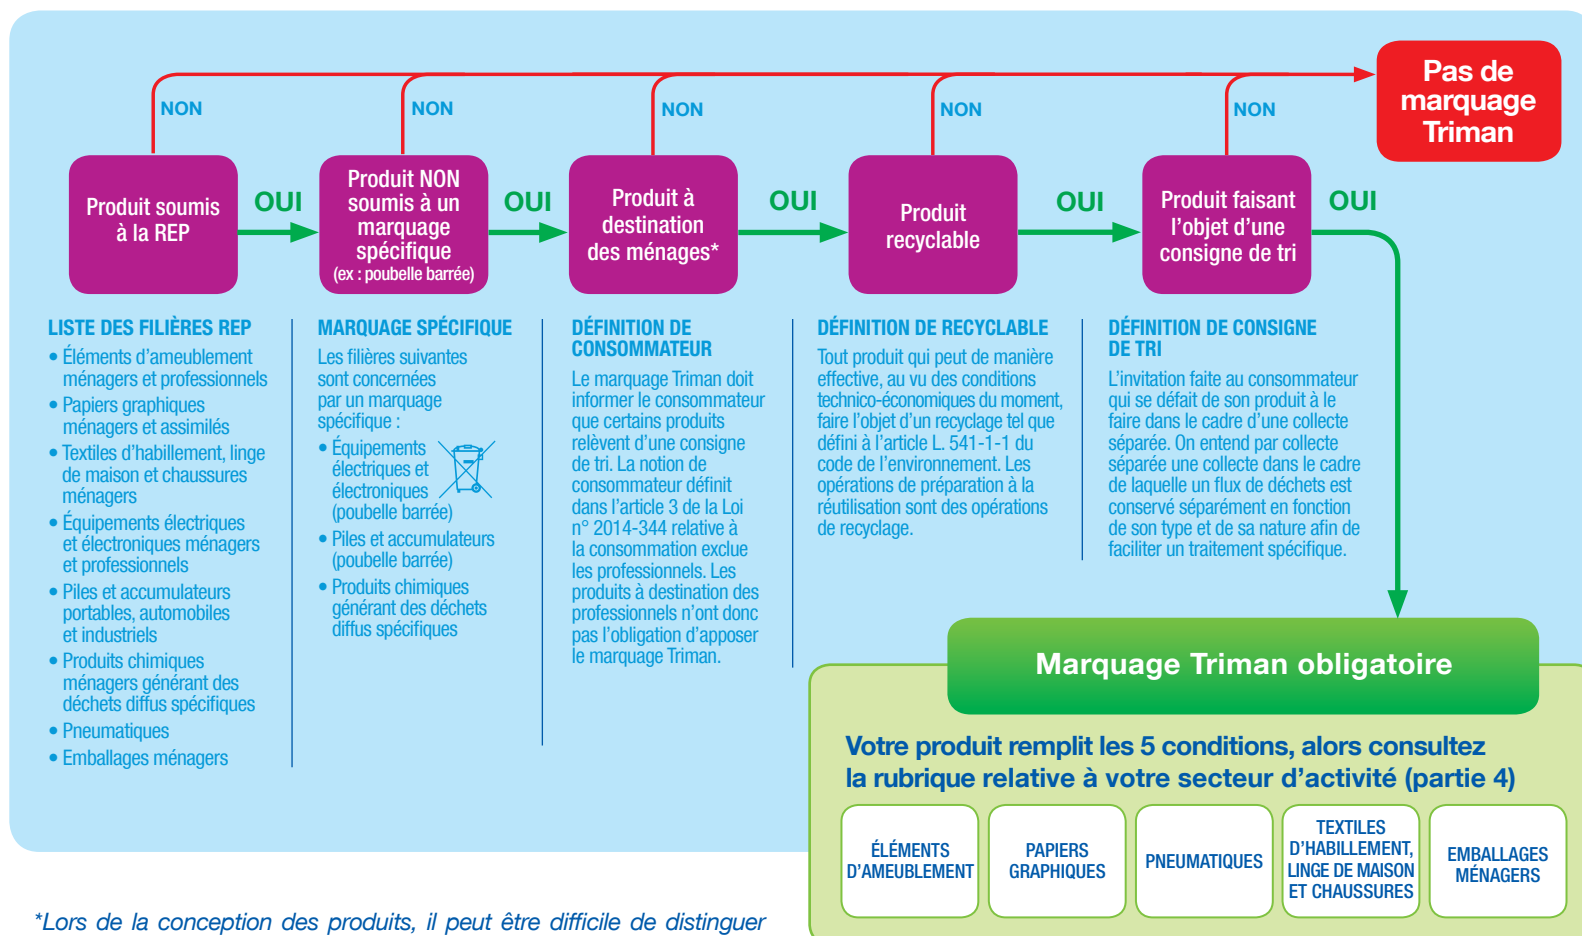 Pas de
marquage
Triman
NON
NON
NON
NON
NON
Produit soumis
à la REP
OUI
Produit NON
soumis à un
marquage
spécifique
(ex : poubelle barrée)
OUI
Produit à
destination
des ménages*
OUI
Produit
recyclable
OUI
Produit faisant
l’objet d’une
consigne de tri
OUI
LISTE DES FILIÈRES REP
• Éléments d’ameublement
ménagers et professionnels
• Papiers graphiques
ménagers et assimilés
• Textiles d’habillement, linge
de maison et chaussures
ménagers
• Équipements électriques
et électroniques ménagers
et professionnels
• Piles et accumulateurs
portables, automobiles
et industriels
• Produits chimiques
ménagers générant des
déchets diffus spécifiques
• Pneumatiques
• Emballages ménagers
MARQUAGE SPÉCIFIQUE
Les filières suivantes
sont concernées
par un marquage
spécifique :
• Équipements
électriques et
électroniques
(poubelle barrée)
• Piles et accumulateurs
(poubelle barrée)
• Produits chimiques
générant des déchets
diffus spécifiques
DÉFINITION DE
CONSOMMATEUR
Le marquage Triman doit
informer le consommateur
que certains produits
relèvent d’une consigne
de tri. La notion de
consommateur définit
dans l’article 3 de la Loi
n° 2014-344 relative à
la consommation exclue
les professionnels. Les
produits à destination des
professionnels n’ont donc
pas l’obligation d’apposer
le marquage Triman.
DÉFINITION DE RECYCLABLE
Tout produit qui peut de manière
effective, au vu des conditions
technico-économiques du moment,
faire l’objet d’un recyclage tel que
défini à l’article L. 541-1-1 du
code de l’environnement. Les
opérations de préparation à la
réutilisation sont des opérations
de recyclage.
DÉFINITION DE CONSIGNE
DE TRI
L’invitation faite au consommateur
qui se défait de son produit à le
faire dans le cadre d’une collecte
séparée. On entend par collecte
séparée une collecte dans le cadre
de laquelle un flux de déchets est
conservé séparément en fonction
de son type et de sa nature afin de
faciliter un traitement spécifique.
Marquage Triman obligatoire
Votre produit remplit les 5 conditions, alors consultez
la rubrique relative à votre secteur d’activité (partie 4)
ÉLÉMENTS
D’AMEUBLEMENT
PAPIERS
GRAPHIQUES
PNEUMATIQUES
TEXTILES
D’HABILLEMENT,
LINGE DE MAISON
ET CHAUSSURES
EMBALLAGES
MÉNAGERS
*Lors de la conception des produits, il peut être difficile de distinguer